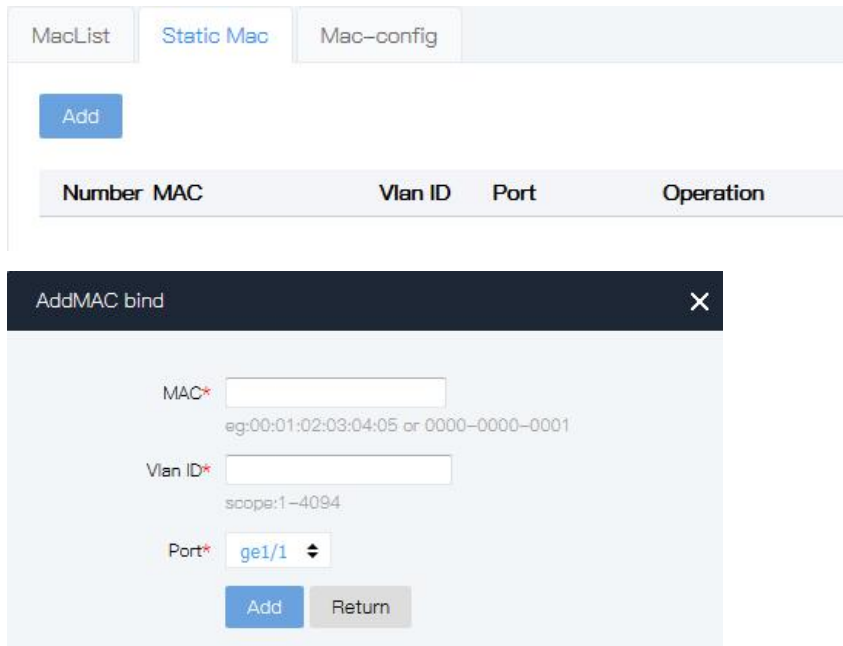 MacList Static Mac Mac-config
Add
Number MAC Vlan ID Port Operation
AddMAC bind
MAC*
eg:00:01:02:03:04:05 or 0000-0000-0001
Vlan ID*
scope:1-4094
Port* ge1/1
Add Return